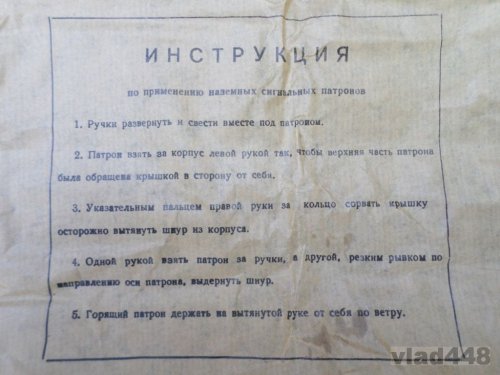 ИНСТРУКЦИЯ
по применению наземных сигнальных патронов
1. Ручки развернуть и свести вместе под патроном.
2. Патрон взять за корпус левой рукой так, чтобы верхняя часть патрона
была обращена крышкой в сторону от себя.
3. Указательным пальцем правой руки за кольцо сорвать крышку
осторожно вытянуть шнур из корпуса.
4. Одной рукой взять патрон за ручки, а другой, резким рывком по
направлению оси патрона, выдернуть шнур.
5. Горящий патрон держать на вытянутой руке от себя по ветру.
vlad448